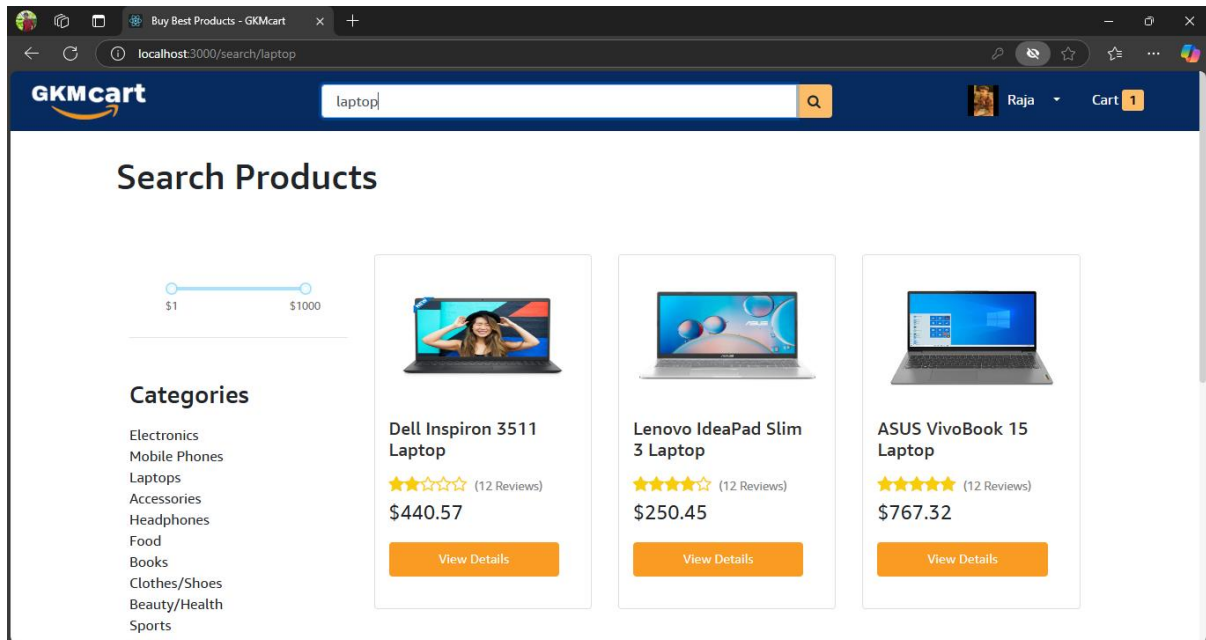 Buy Best Products - GKMcart
localhost:3000/search/laptop
GKMcart
laptop
Raja
Cart 1
Search Products
$1 $1000
Categories
Electronics
Mobile Phones
Laptops
Accessories
Headphones
Food
Books
Clothes/Shoes
Beauty/Health
Sports
NEW
Dell Inspiron 3511
Laptop
(12 Reviews)
$440.57
View Details
ASUS
Lenovo IdeaPad Slim
3 Laptop
(12 Reviews)
$250.45
View Details
ASUS VivoBook 15
Laptop
(12 Reviews)
$767.32
View Details